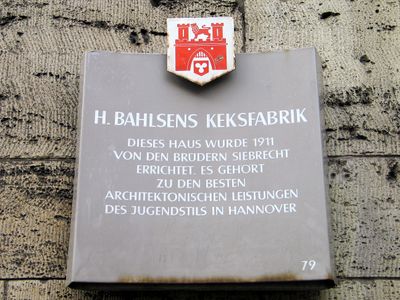 H. BAHLSENS KEKSFABRIK
DIESES HAUS WURDE 1911
VON DEN BRÜDERN SIEBRECHT
ERRICHTET. ES GEHÖRT
ZU DEN BESTEN
ARCHITEKTONISCHEN LEISTUNGEN
DES JUGENDSTILS IN HANNOVER
79